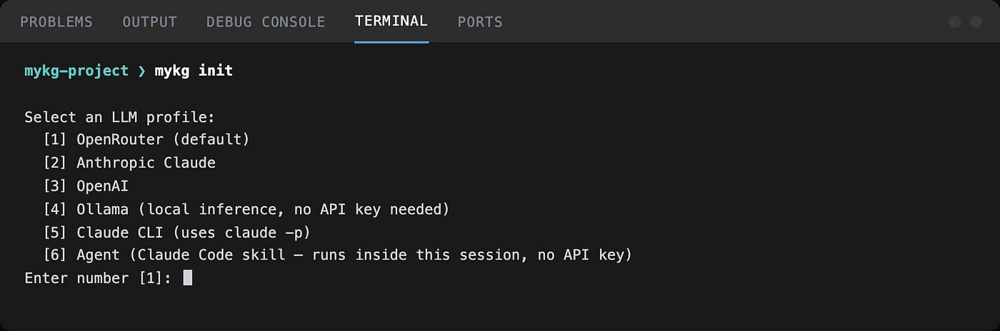 PROBLEMS OUTPUT DEBUG CONSOLE TERMINAL PORTS
mykg-project ❯ mykg init
Select an LLM profile:
[1] OpenRouter (default)
[2] Anthropic Claude
[3] OpenAI
[4] Ollama (local inference, no API key needed)
[5] Claude CLI (uses claude -p)
[6] Agent (Claude Code skill — runs inside this session, no API key)
Enter number [1]: